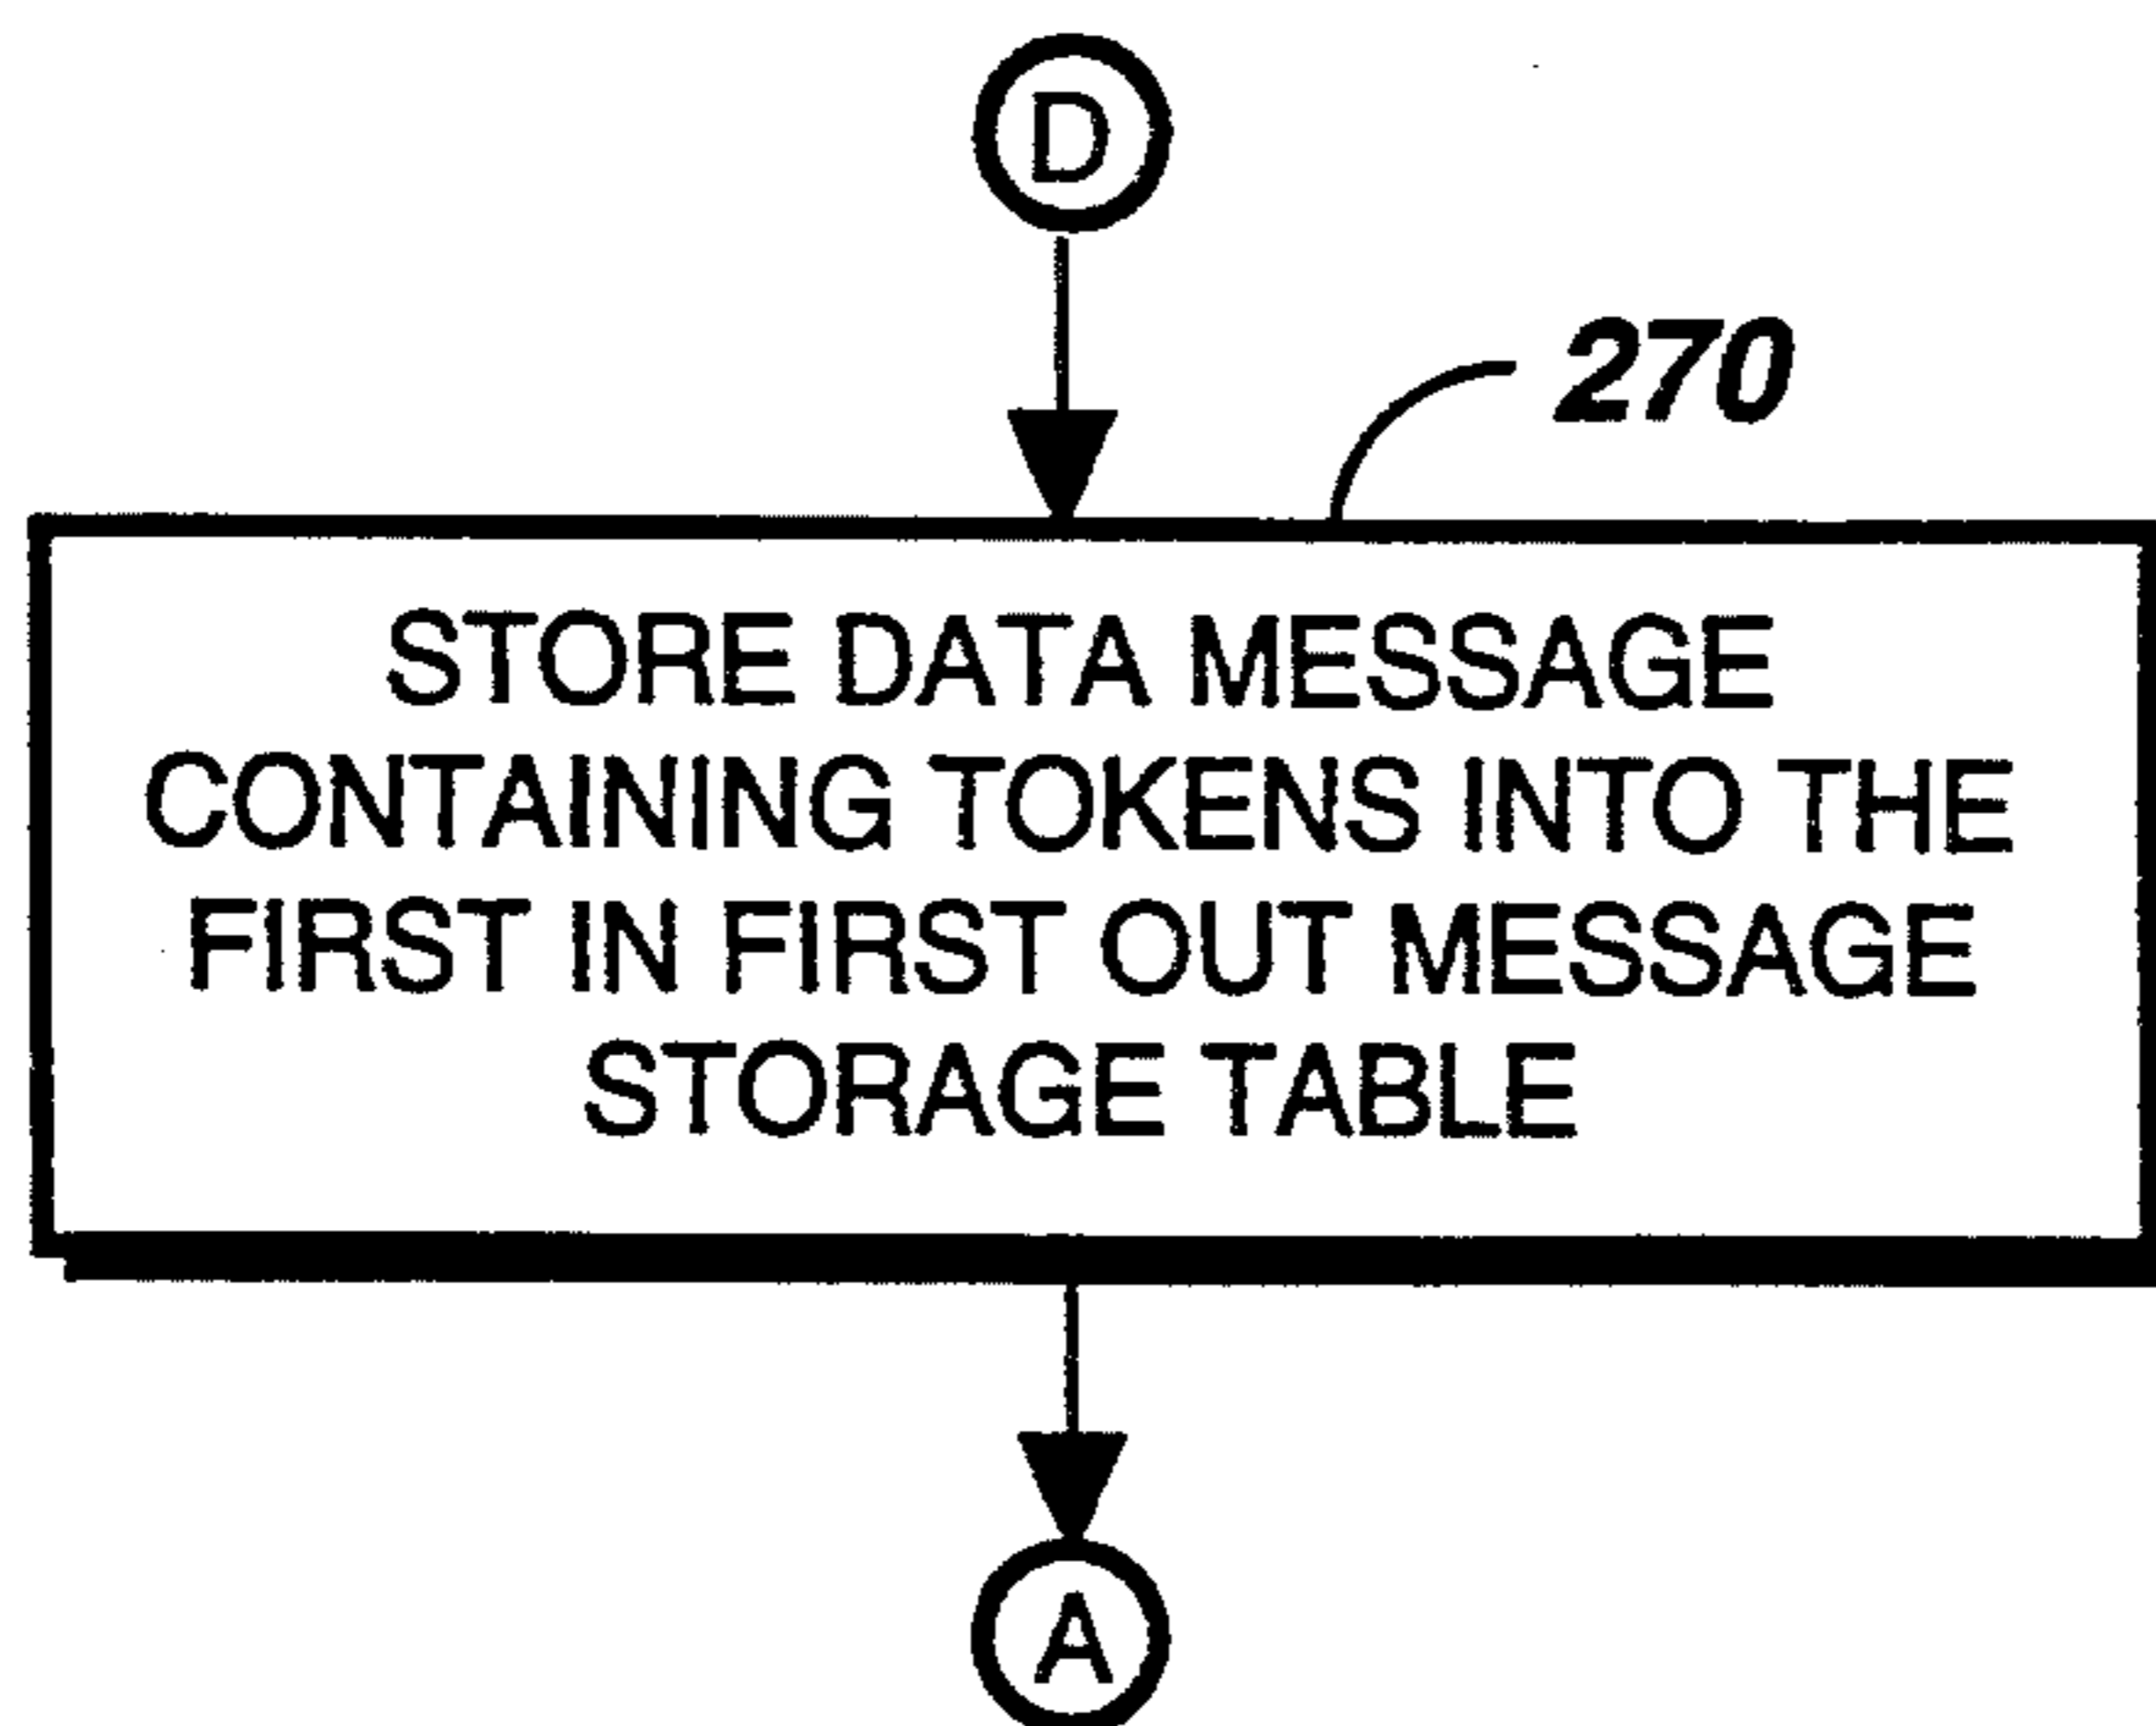 D
270
STORE DATA MESSAGE
CONTAINING TOKENS INTO THE
FIRST IN FIRST OUT MESSAGE
STORAGE TABLE
A